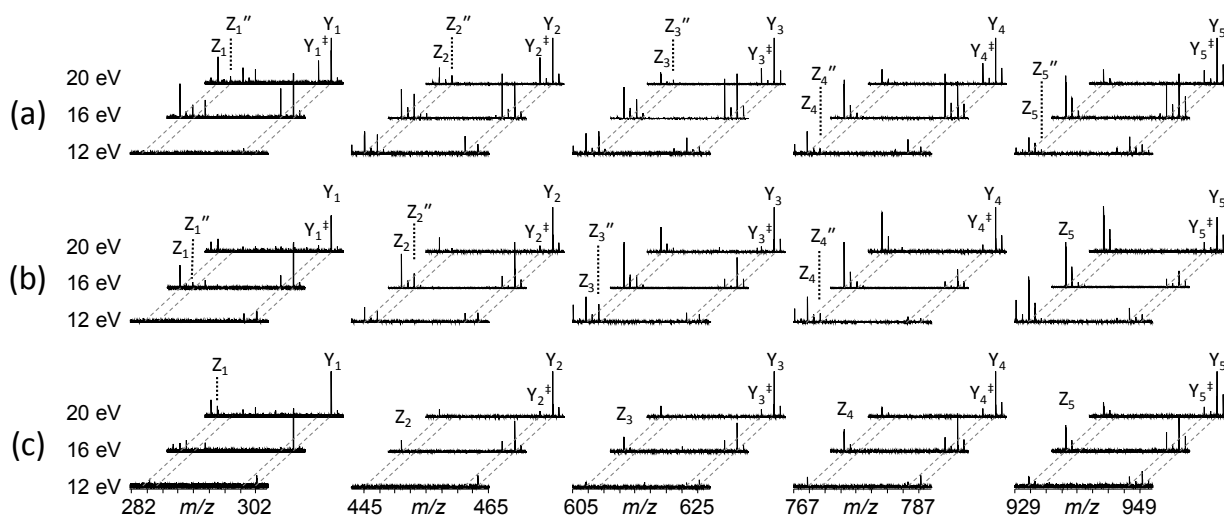 Z₁ Z₁″ Y₁‡ Y₁ Z₂ Z₂″ Y₂‡ Y₂ Z₃ Z₃″ Y₃‡ Y₃ Z₄ Z₄″ Y₄‡ Y₄ Z₅ Z₅″ Y₅‡ Y₅
20 eV
(a) 16 eV
12 eV
Z₁ Z₁″ Y₁‡ Y₁ Z₂ Z₂″ Y₂‡ Y₂ Z₃ Z₃″ Y₃‡ Y₃ Z₄ Z₄″ Y₄‡ Y₄ Z₅ Y₅‡ Y₅
20 eV
(b) 16 eV
12 eV
Z₁ Y₁ Z₂ Y₂‡ Y₂ Z₃ Y₃‡ Y₃ Z₄ Y₄‡ Y₄ Z₅ Y₅‡ Y₅
20 eV
(c) 16 eV
12 eV
282 m/z 302 445 m/z 465 605 m/z 625 767 m/z 787 929 m/z 949